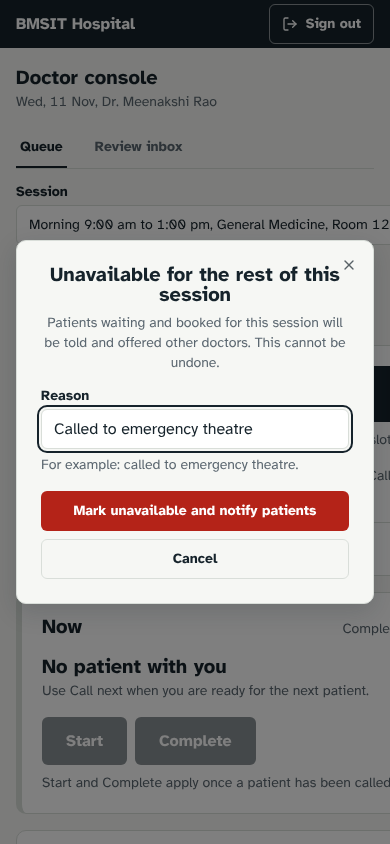 BMSIT Hospital
Sign out
Doctor console
Wed, 11 Nov, Dr. Meenakshi Rao
Queue
Review inbox
Session
Morning 9:00 am to 1:00 pm, General Medicine, Room 12
Unavailable for the rest of this
session
Patients waiting and booked for this session will
be told and offered other doctors. This cannot be
undone.
Reason
Called to emergency theatre
For example: called to emergency theatre.
Mark unavailable and notify patients
Cancel
Now
No patient with you
Use Call next when you are ready for the next patient.
Start
Complete
Start and Complete apply once a patient has been called